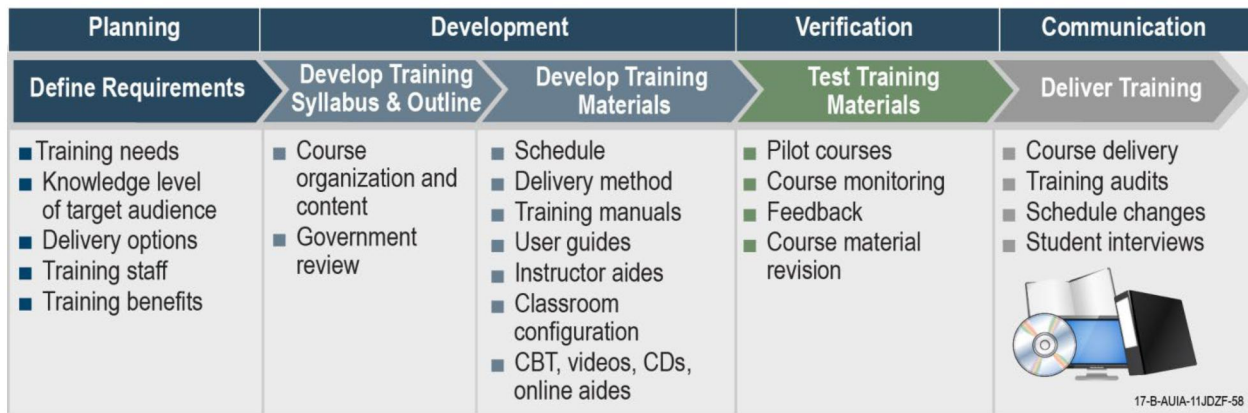 Planning
Development
Verification
Communication
Define Requirements
Develop Training
Syllabus & Outline
Develop Training
Materials
Test Training
Materials
Deliver Training
Training needs
Knowledge level
of target audience
Delivery options
Training staff
Training benefits
Course
organization and
content
Government
review
Schedule
Delivery method
Training manuals
User guides
Instructor aides
Classroom
configuration
CBT, videos, CDs,
online aides
Pilot courses
Course monitoring
Feedback
Course material
revision
Course delivery
Training audits
Schedule changes
Student interviews
17-B-AUIA-11JDZF-58